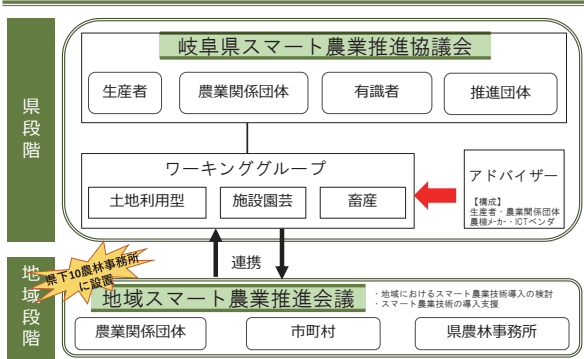 県段階
岐阜県スマート農業推進協議会
生産者
農業関係団体
有識者
推進団体
ワーキンググループ
土地利用型
施設園芸
畜産
アドバイザー
【構成】
生産者・農業関係団体
農機メーカー・ICTベンダ
連携
地域段階
県下10農林事務所
に設置
地域スマート農業推進会議
・地域におけるスマート農業技術導入の検討
・スマート農業技術の導入支援
農業関係団体
市町村
県農林事務所